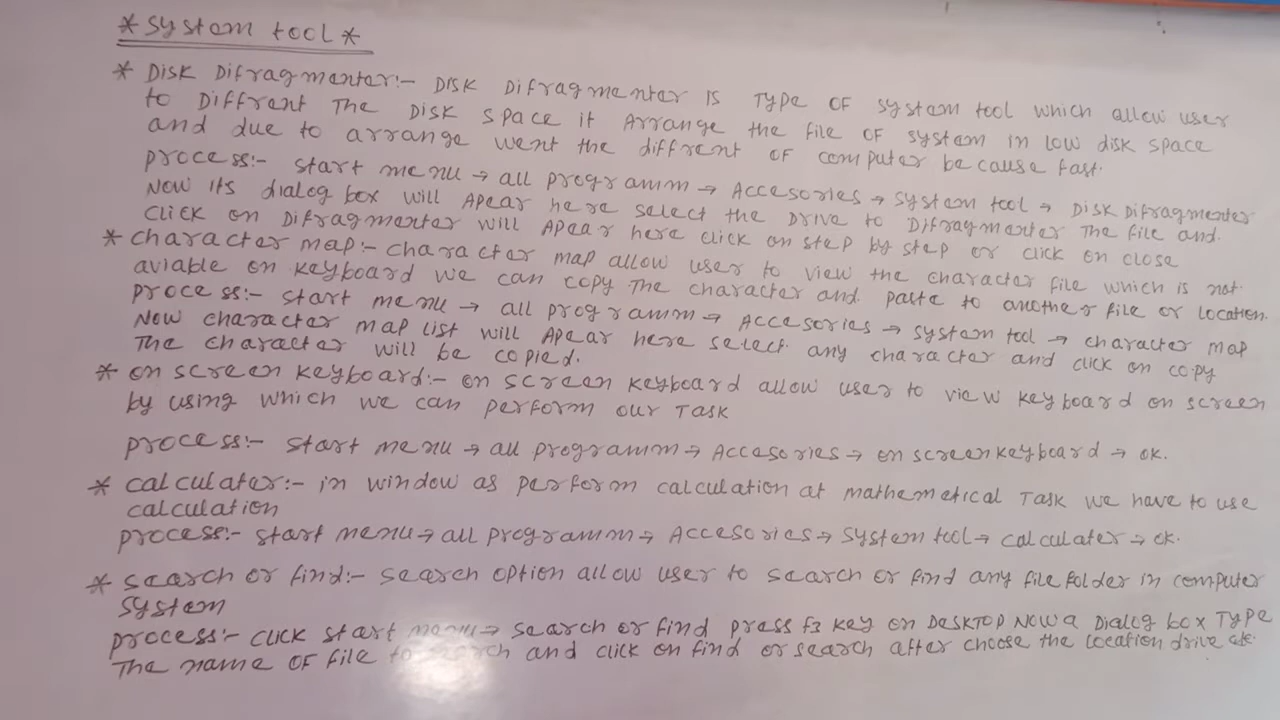 *System tool*
* Disk Difragmenter:- Disk Difragmenter is Type of system tool which allow user
to Diffrent The Disk space it Arrange the file of system in low disk space
and due to arrange went the diffrent of computer because fast.
process:- start menu → all programm → Accesories → system tool → Disk Difragmenter
Now its dialog box will Apear here select the Drive to Difragmenter The file and.
click on Difragmenter will Apear here click on step by step or click on close
* character map:- character map allow user to view the character file which is not.
aviable on keyboard we can copy The character and. paste to another file or location.
process:- start menu → all programm → Accesories → system tool → character map
Now character map list will Apear here select any character and click on copy
The character will be copied.
* on screen keyboard:- on screen keyboard allow user to view keyboard on screen
by using which we can perform our Task
process:- start menu → all programm → Accesories → on screen keyboard → ok.
* calculater:- in window as perform calculation at mathemetical Task we have to use
calculation
process:- start menu → all programm → Accesories → system tool → calculater → ok.
* search or find:- search option allow user to search or find any file folder in computer
system
process:- click start menu → search or find press f3 key on Desktop Now a Dialog box Type
The name of file to search and click on find or search after choose the location drive etc